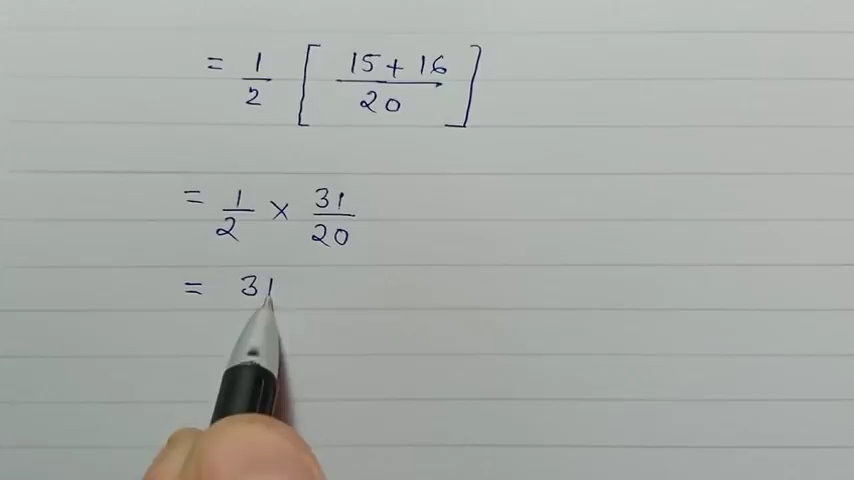 = 1/2 [ 15 + 16 / 20 ]
= 1/2 × 31/20
= 31